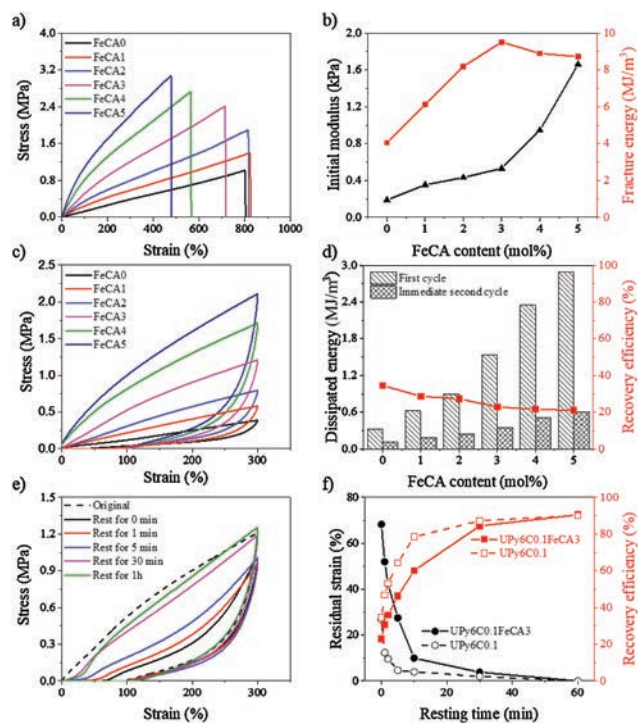 a)
FeCA0
FeCA1
FeCA2
FeCA3
FeCA4
FeCA5
Stress (MPa)
4.0
3.2
2.4
1.6
0.8
0.0
0 200 400 600 800 1000
Strain (%)
b)
Initial modulus (kPa)
2.0
1.6
1.2
0.8
0.4
0.0
Fracture energy (MJ/m³)
10
8
6
4
2
0
0 1 2 3 4 5
FeCA content (mol%)
c)
FeCA0
FeCA1
FeCA2
FeCA3
FeCA4
FeCA5
Stress (MPa)
2.5
2.0
1.5
1.0
0.5
0.0
0 100 200 300
Strain (%)
d)
First cycle
Immediate second cycle
Dissipated energy (MJ/m³)
3.0
2.4
1.8
1.2
0.6
0.0
Recovery efficiency (%)
100
80
60
40
20
0
0 1 2 3 4 5
FeCA content (mol%)
e)
Original
Rest for 0 min
Rest for 1 min
Rest for 5 min
Rest for 30 min
Rest for 1h
Stress (MPa)
1.5
1.2
0.9
0.6
0.3
0.0
0 100 200 300
Strain (%)
f)
UPy6C0.1FeCA3
UPy6C0.1
UPy6C0.1FeCA3
UPy6C0.1
Residual strain (%)
80
60
40
20
0
Recovery efficiency (%)
100
80
60
40
20
0
0 20 40 60
Resting time (min)